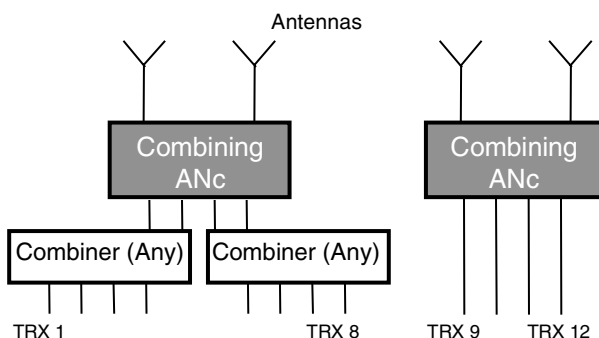 Antennas
Combining
ANc
Combining
ANc
Combiner (Any)
Combiner (Any)
TRX 1
TRX 8
TRX 9
TRX 12